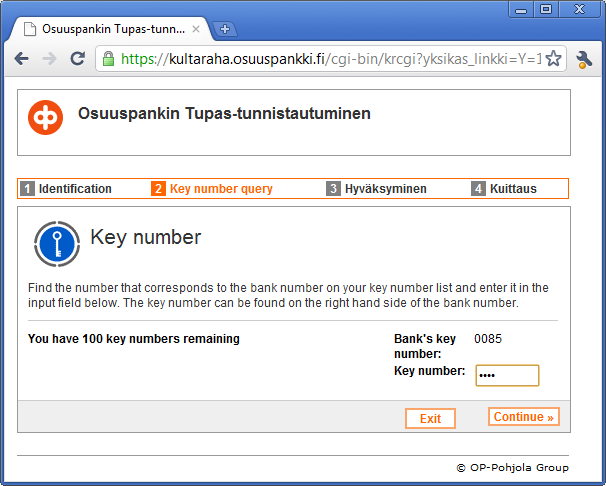 Osuuspankin Tupas-tunn...
https://kultaraha.osuuspankki.fi/cgi-bin/krcgi?yksikas_linkki=Y=1
Osuuspankin Tupas-tunnistautuminen
1 Identification 2 Key number query 3 Hyväksyminen 4 Kuittaus
Key number
Find the number that corresponds to the bank number on your key number list and enter it in the
input field below. The key number can be found on the right hand side of the bank number.
You have 100 key numbers remaining
Bank's key number: 0085
Key number: ••••
Exit Continue »
© OP-Pohjola Group